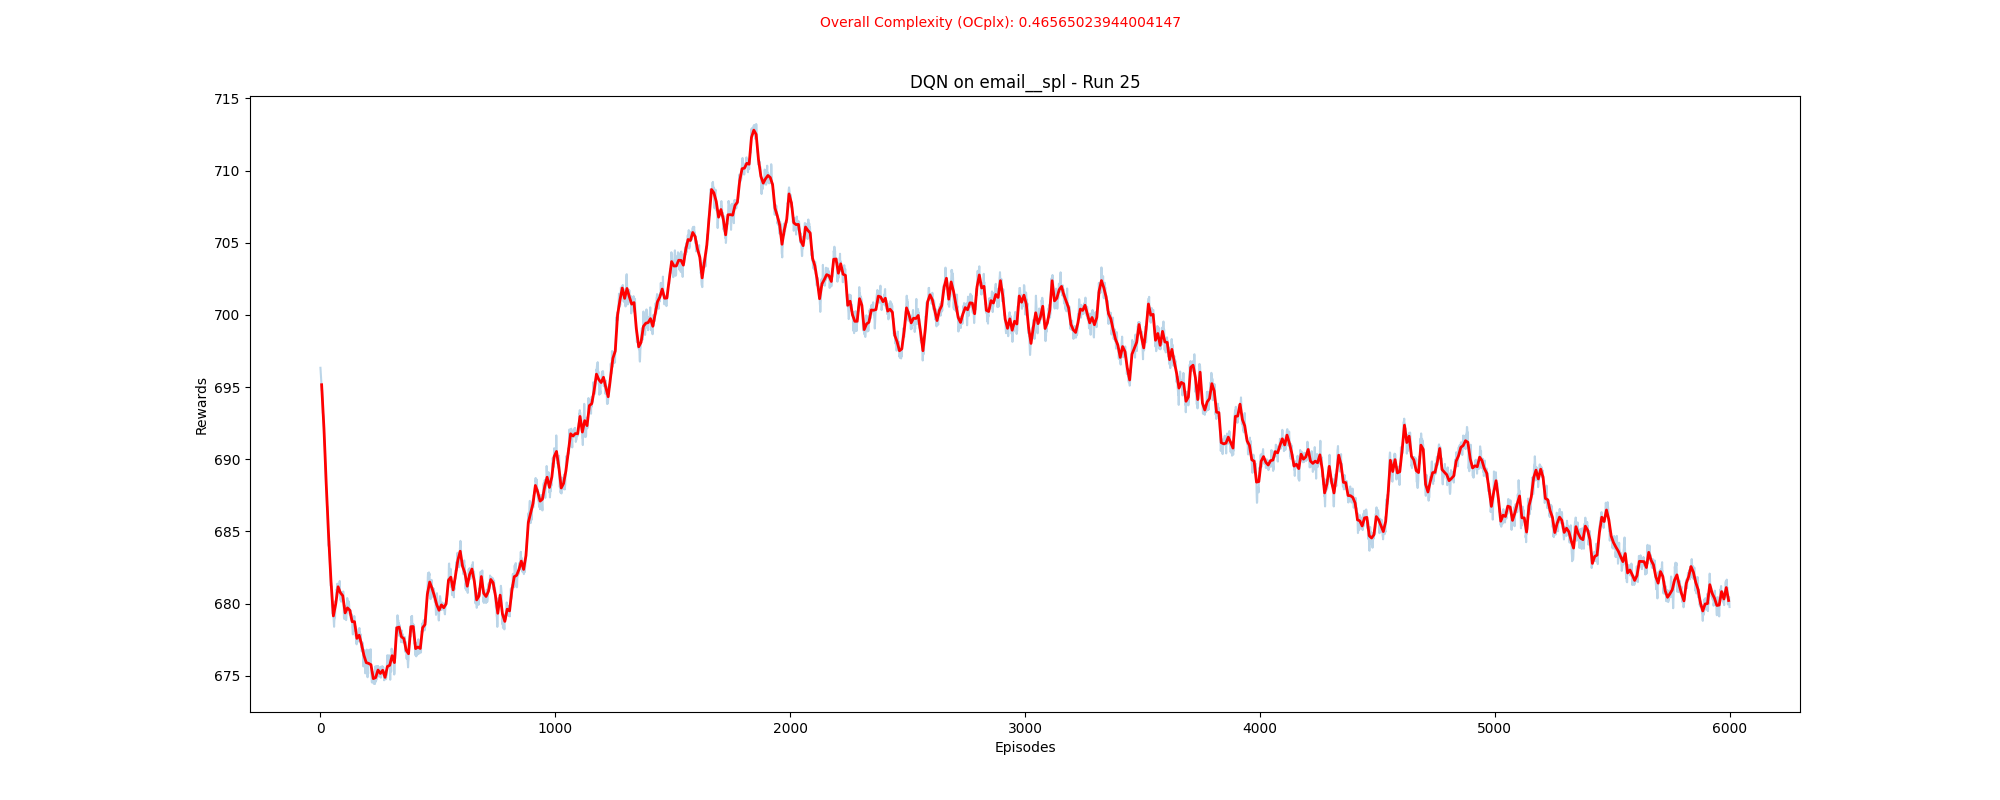 Overall Complexity (OCplx): 0.46565023944004147
DQN on email__spl - Run 25
715
710
705
700
695
690
685
680
675
Rewards
0 1000 2000 3000 4000 5000 6000
Episodes